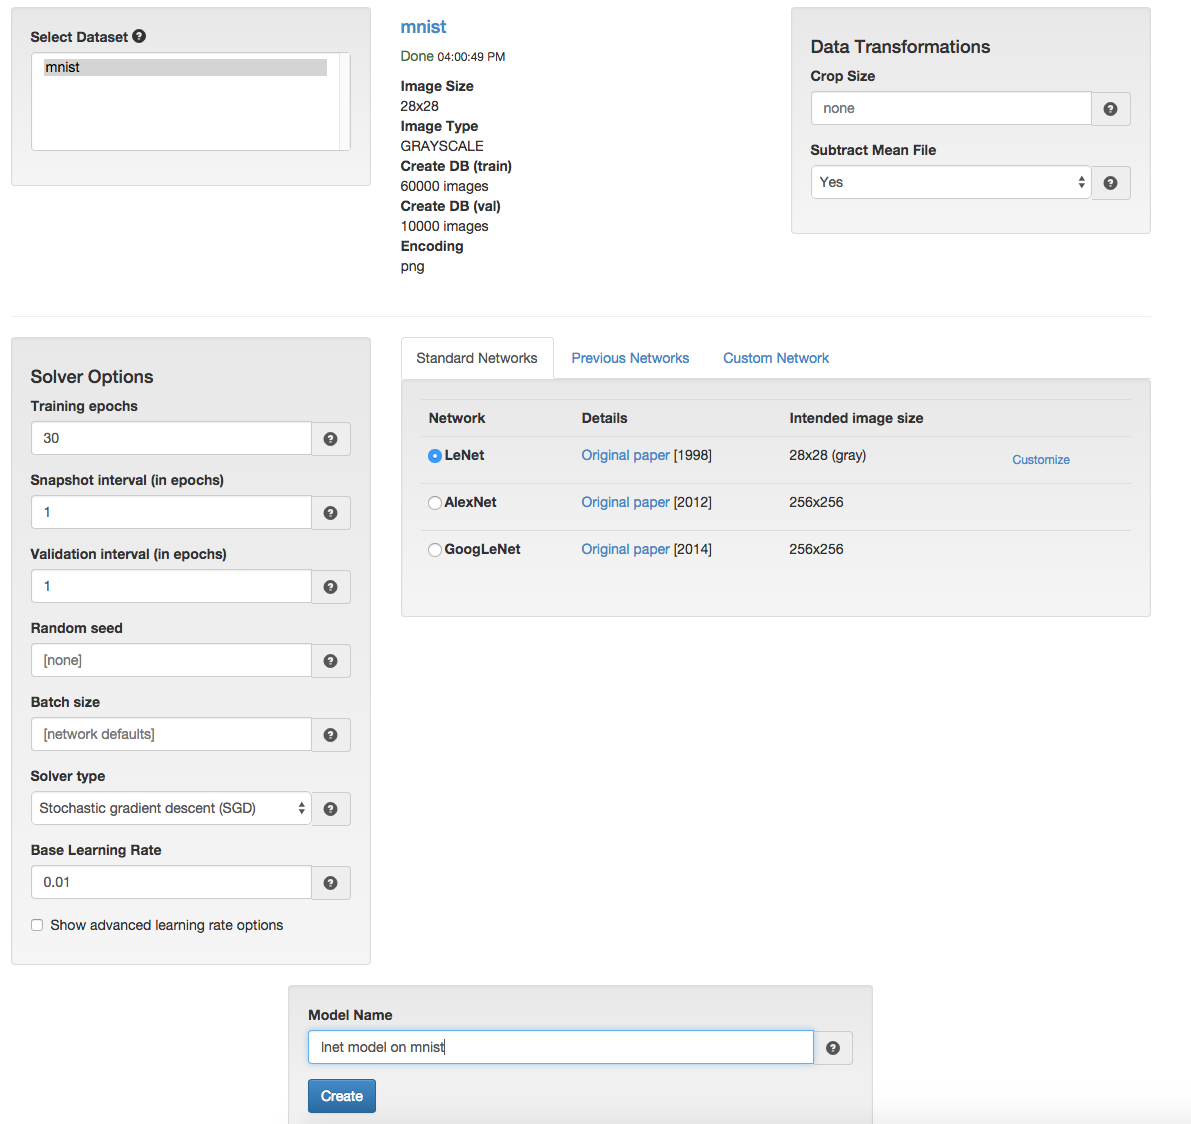 Select Dataset
mnist
mnist
Done 04:00:49 PM
Image Size
28x28
Image Type
GRAYSCALE
Create DB (train)
60000 images
Create DB (val)
10000 images
Encoding
png
Data Transformations
Crop Size
none
Subtract Mean File
Yes
Solver Options
Training epochs
30
Snapshot interval (in epochs)
1
Validation interval (in epochs)
1
Random seed
[none]
Batch size
[network defaults]
Solver type
Stochastic gradient descent (SGD)
Base Learning Rate
0.01
Show advanced learning rate options
Standard Networks Previous Networks Custom Network
Network Details Intended image size
LeNet Original paper [1998] 28x28 (gray) Customize
AlexNet Original paper [2012] 256x256
GoogLeNet Original paper [2014] 256x256
Model Name
lnet model on mnist
Create